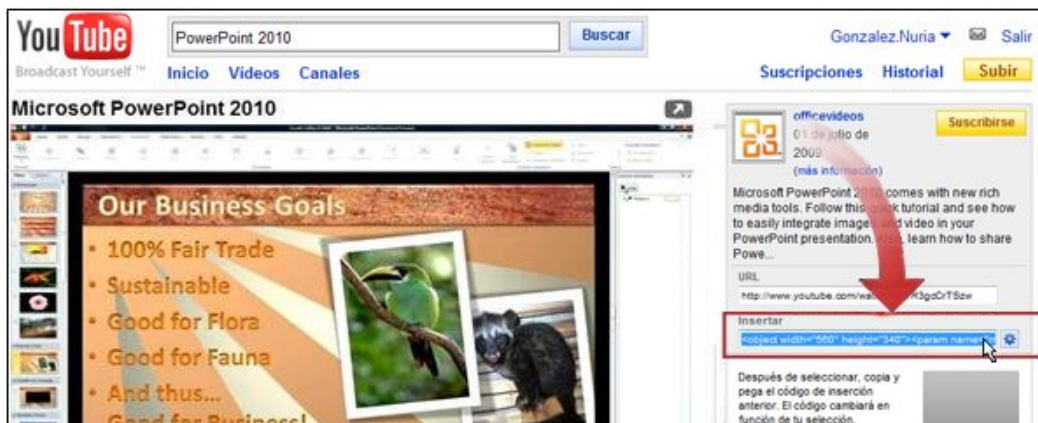 You Tube
Broadcast Yourself ™
PowerPoint 2010
Buscar
Gonzalez.Nuria
Salir
Inicio Videos Canales
Suscripciones Historial Subir
Microsoft PowerPoint 2010
Our Business Goals
• 100% Fair Trade
• Sustainable
• Good for Flora
• Good for Fauna
• And thus...
Good for Business!
officevideos
01 de julio de
2009
(más información)
Suscribirse
Microsoft PowerPoint 2010 comes with new rich
media tools. Follow this quick tutorial and see how
to easily integrate images and video in your
PowerPoint presentation. Also, learn how to share
Powe...
URL
Insertar
<object width="560" height="340"><param name=
Después de seleccionar, copia y
pega el código de inserción
anterior. El código cambiará en
función de tu selección.